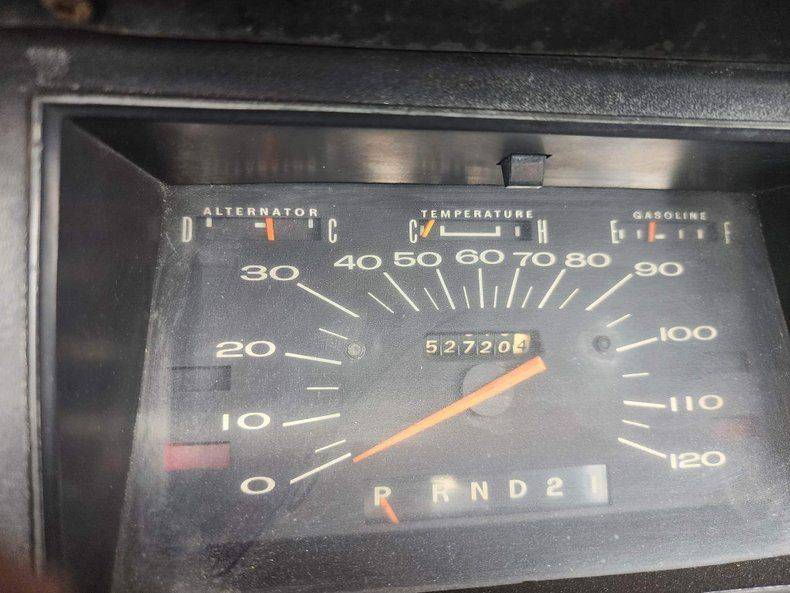 ALTERNATOR TEMPERATURE GASOLINE
D C C H E F
30 40 50 60 70 80 90
20 527204 100
10 110
0 120
P R N D 2 1